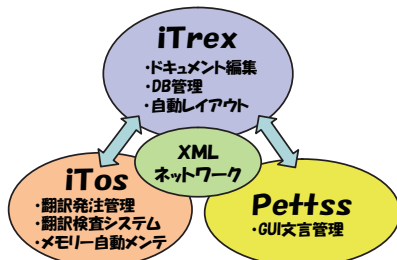 iTrex
・ドキュメント編集
・DB管理
・自動レイアウト
XML
ネットワーク
iTos
・翻訳発注管理
・翻訳検査システム
・メモリー自動メンテ
Pettss
・GUI文言管理